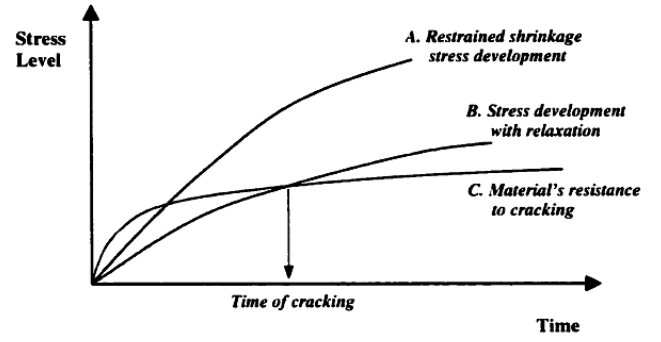 Stress
Level
A. Restrained shrinkage
stress development
B. Stress development
with relaxation
C. Material's resistance
to cracking
Time of cracking
Time